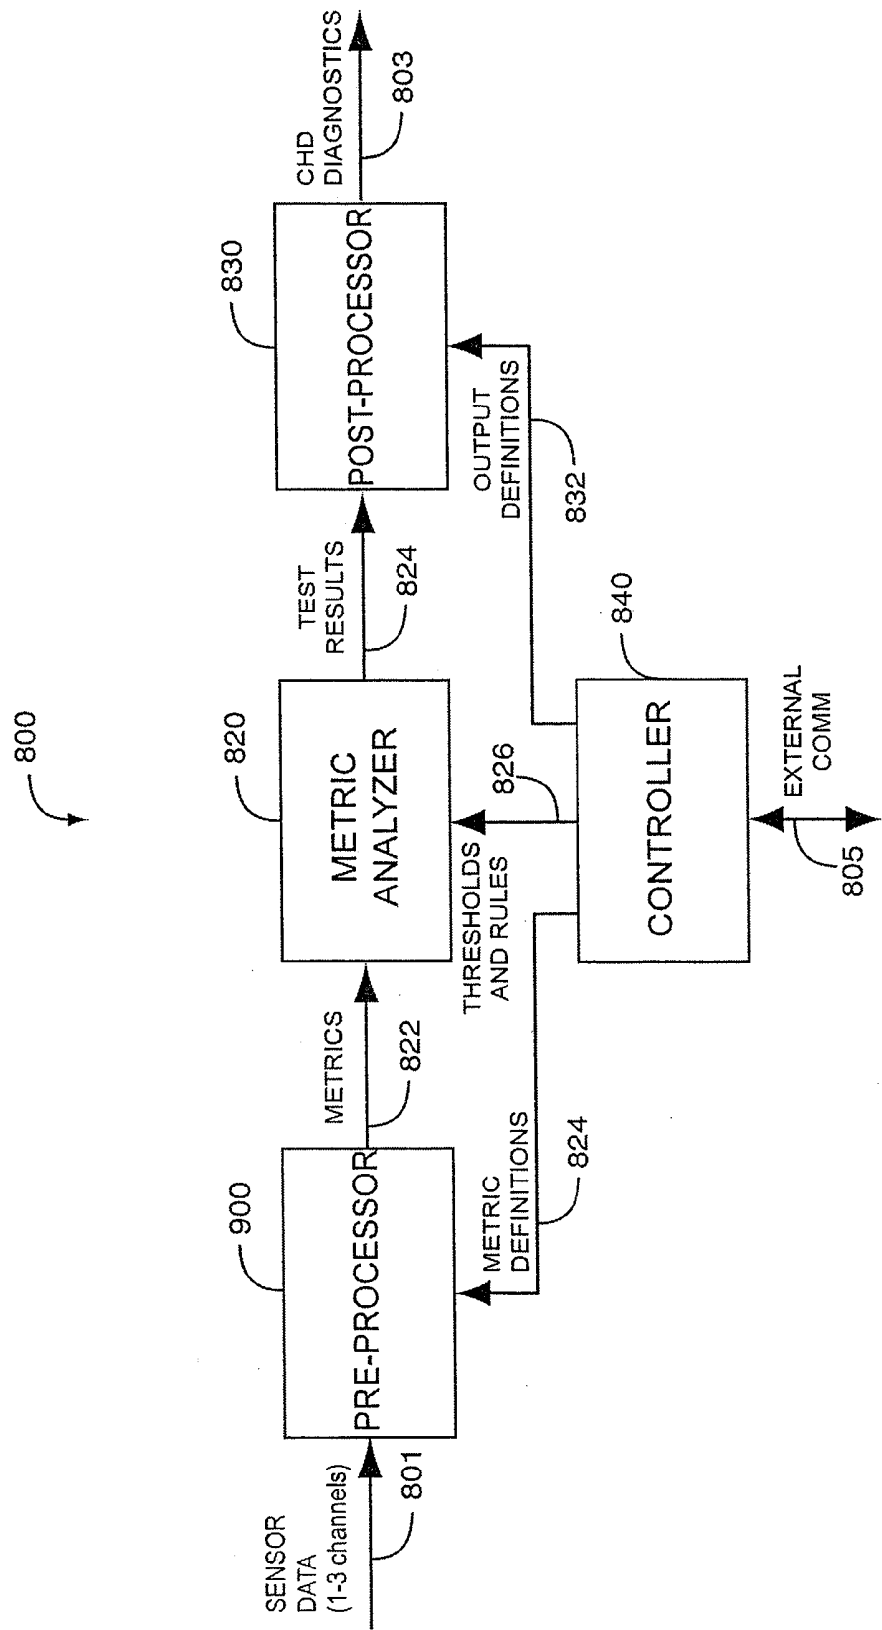 800
SENSOR
DATA
(1-3 channels)
801
900
PRE-PROCESSOR
METRICS
822
820
METRIC
ANALYZER
TEST
RESULTS
824
830
POST-PROCESSOR
CHD
DIAGNOSTICS
803
METRIC
DEFINITIONS
824
THRESHOLDS
AND RULES
826
OUTPUT
DEFINITIONS
832
840
CONTROLLER
EXTERNAL
COMM
805